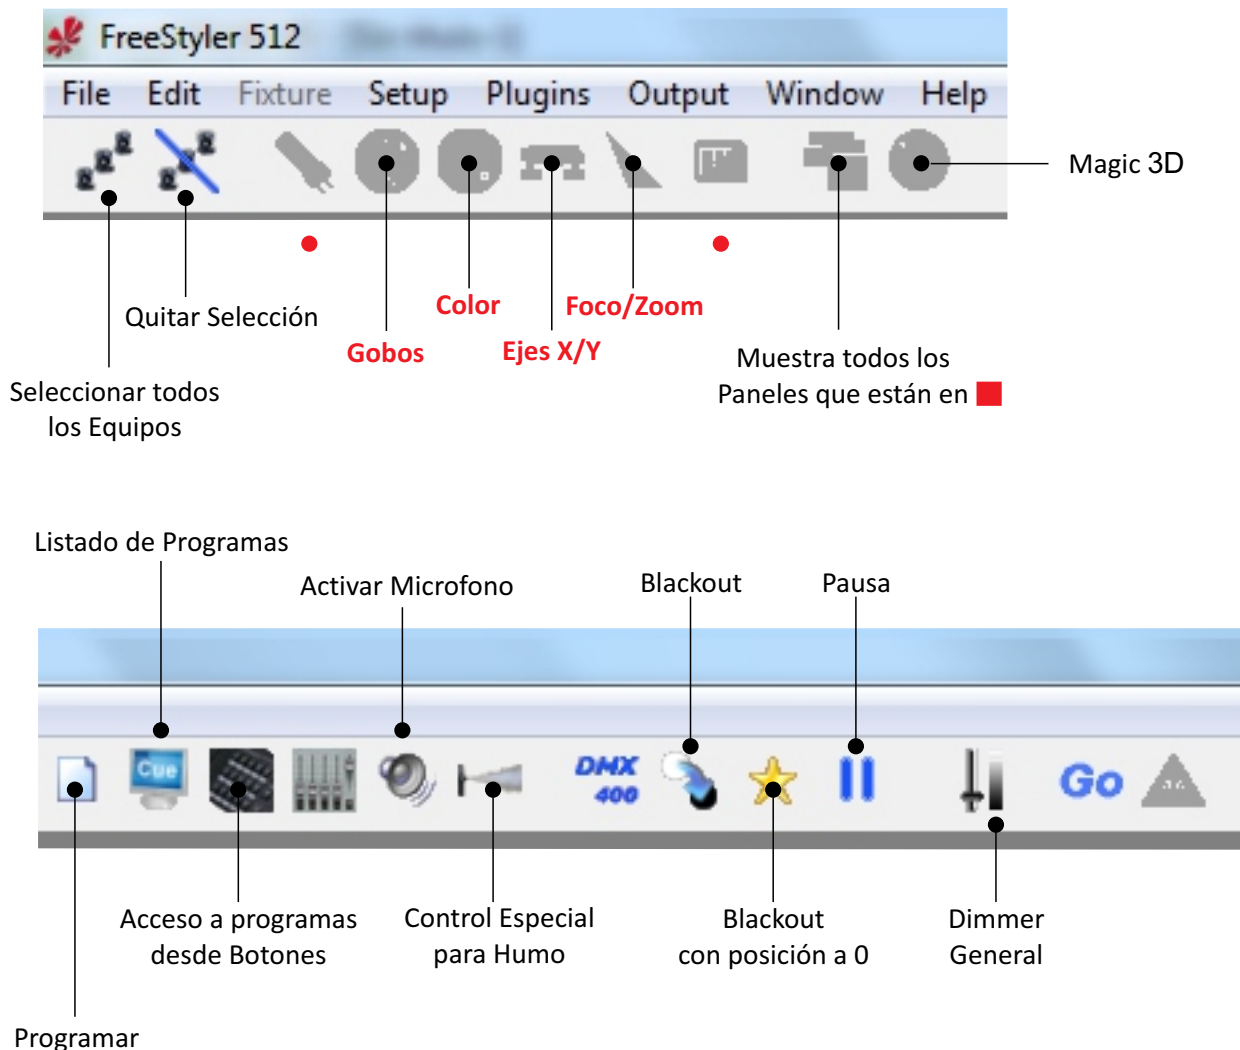 FreeStyler 512
File Edit Fixture Setup Plugins Output Window Help
Magic 3D
Quitar Selección
Color
Foco/Zoom
Gobos
Ejes X/Y
Muestra todos los
Paneles que están en
Seleccionar todos
los Equipos
Listado de Programas
Activar Microfono
Blackout
Pausa
Cue
DMX
400
Go
Acceso a programas
desde Botones
Control Especial
para Humo
Blackout
con posición a 0
Dimmer
General
Programar